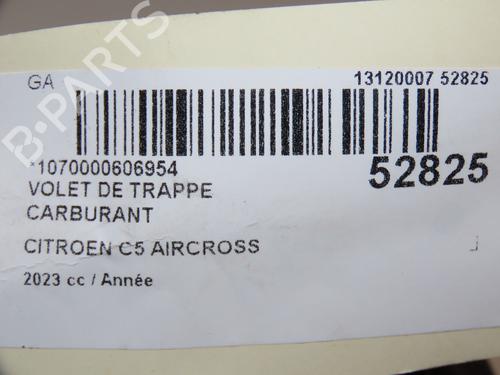 GA
13120007 52825
B-PARTS
*1070000606954
52825
VOLET DE TRAPPE
CARBURANT
CITROEN C5 AIRCROSS
2023 cc / Année